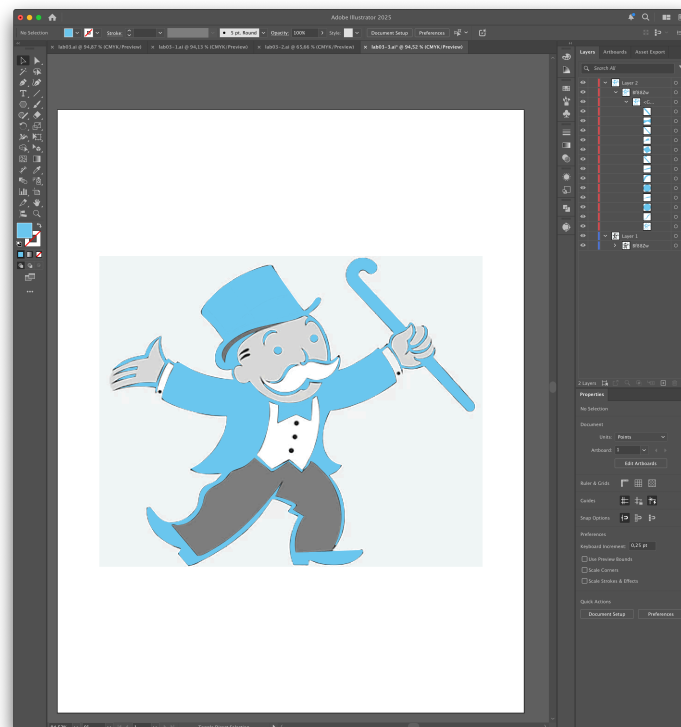 Adobe Illustrator 2025
No Selection
Stroke:
5 pt. Round
Opacity: 100%
Style:
Document Setup
Preferences
× lab03.ai @ 94,87 % (CMYK/Preview)
× lab03-1.ai @ 94,15 % (CMYK/Preview)
× lab03-2.ai @ 65,66 % (CMYK/Preview)
× lab03-3.ai* @ 94,52 % (CMYK/Preview)
Layers
Artboards
Asset Export
Search All
Layer 2
Layer 1
2 Layers
Properties
No Selection
Document
Units: Points
Artboard: 1
Edit Artboards
Ruler & Grids
Guides
Snap Options
Preferences
Keyboard Increment: 0,25 pt
Use Preview Bounds
Scale Corners
Scale Strokes & Effects
Quick Actions
Document Setup
Preferences